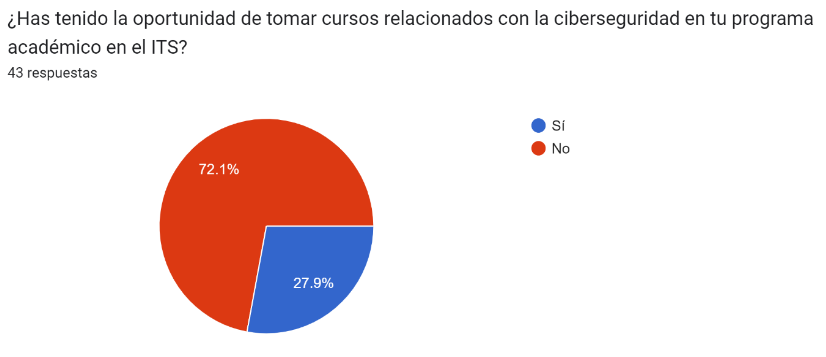 ¿Has tenido la oportunidad de tomar cursos relacionados con la ciberseguridad en tu programa
académico en el ITS?
43 respuestas
Sí
No
72.1%
27.9%